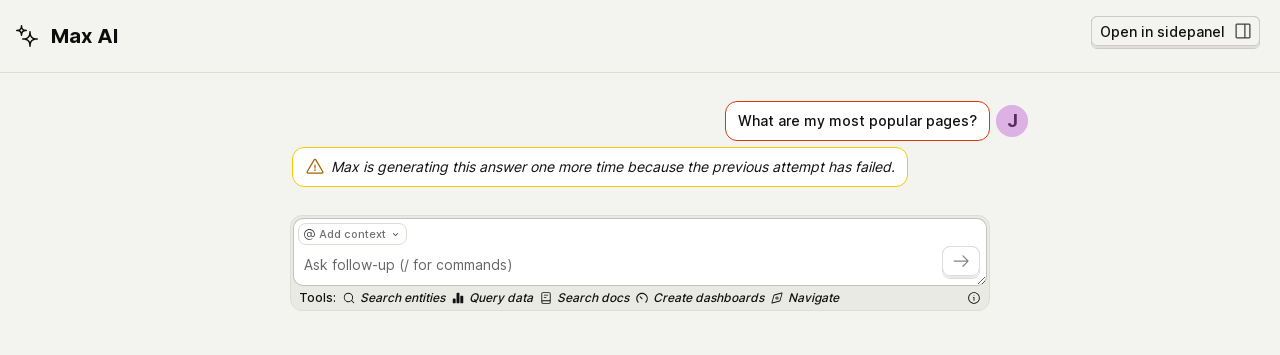 Max AI
Open in sidepanel
What are my most popular pages?
J
Max is generating this answer one more time because the previous attempt has failed.
@ Add context
Ask follow-up (/ for commands)
Tools: Search entities Query data Search docs Create dashboards Navigate